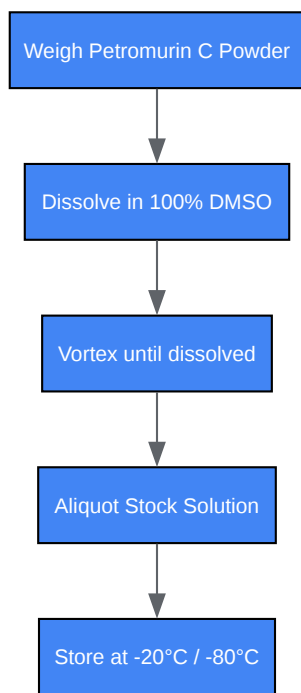 Weigh Petromurin C Powder
Dissolve in 100% DMSO
Vortex until dissolved
Aliquot Stock Solution
Store at -20°C / -80°C